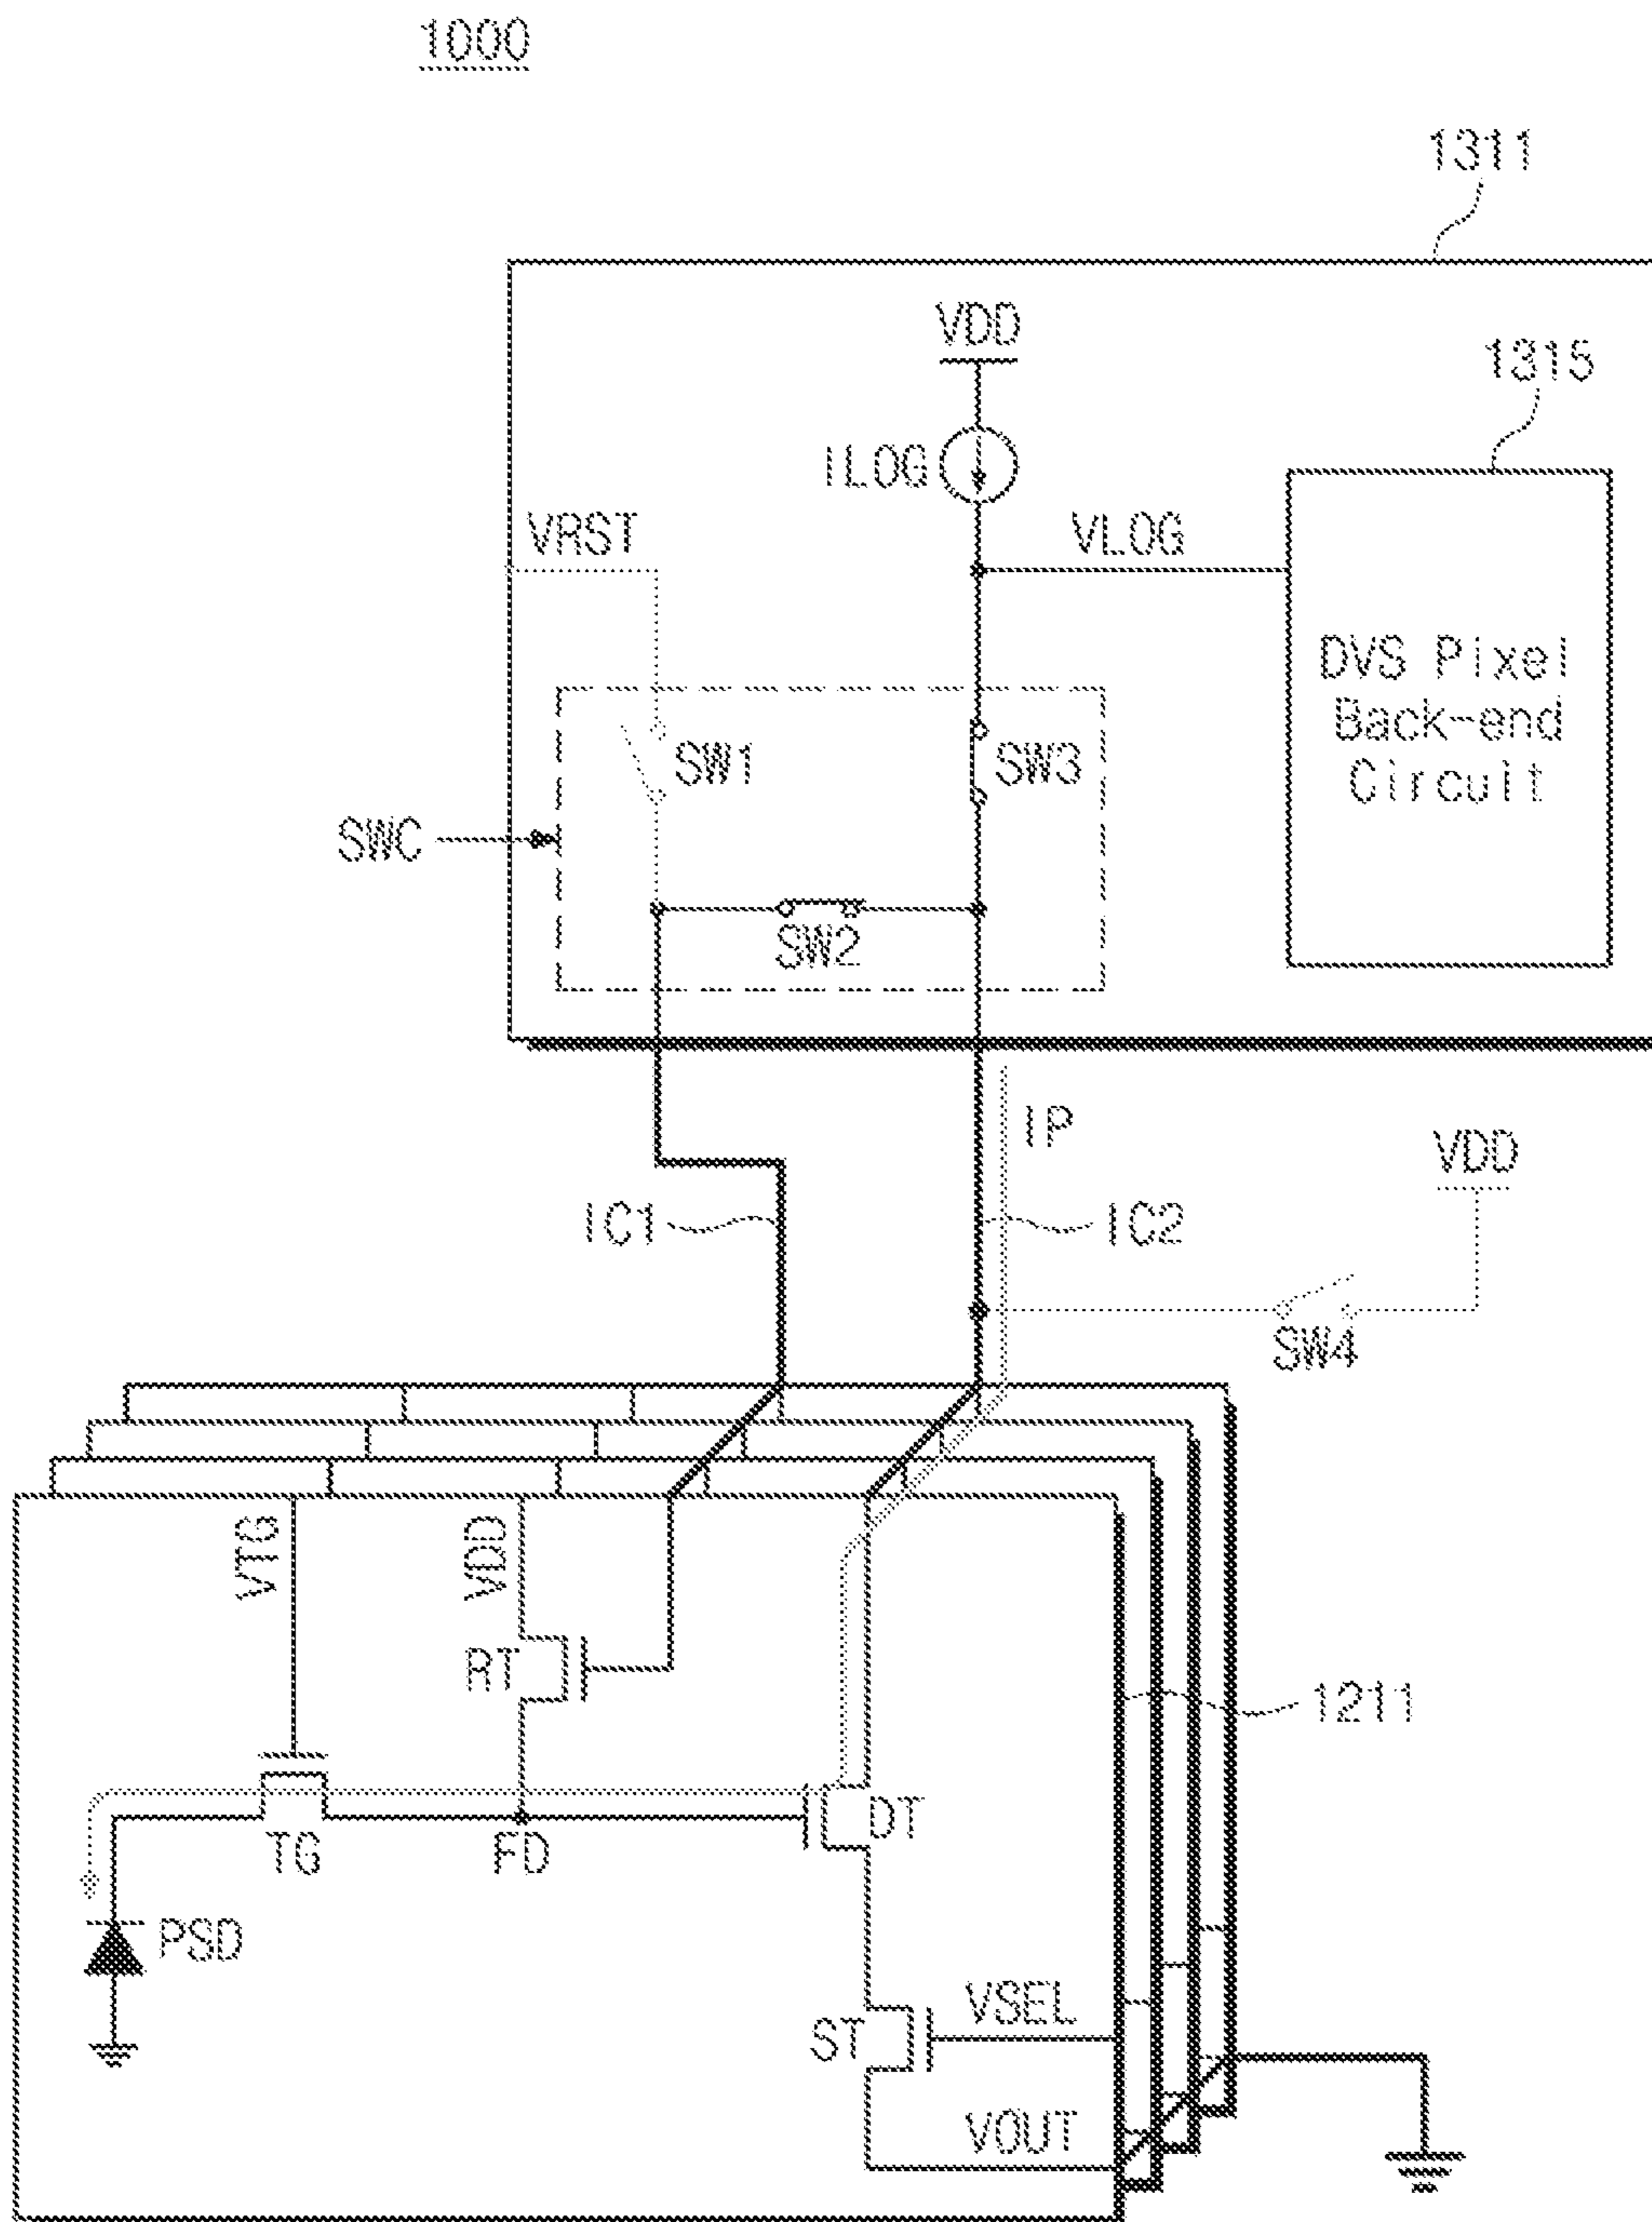 1000
1311
VDD
1315
ILOG
VRST
VLOG
DVS Pixel
Back-end
Circuit
SW1
SW3
SWC
SW2
IP
VDD
IC1
IC2
SW4
VTG
VDD
RT
1211
TG
FD
DT
PSD
VSEL
ST
VOUT